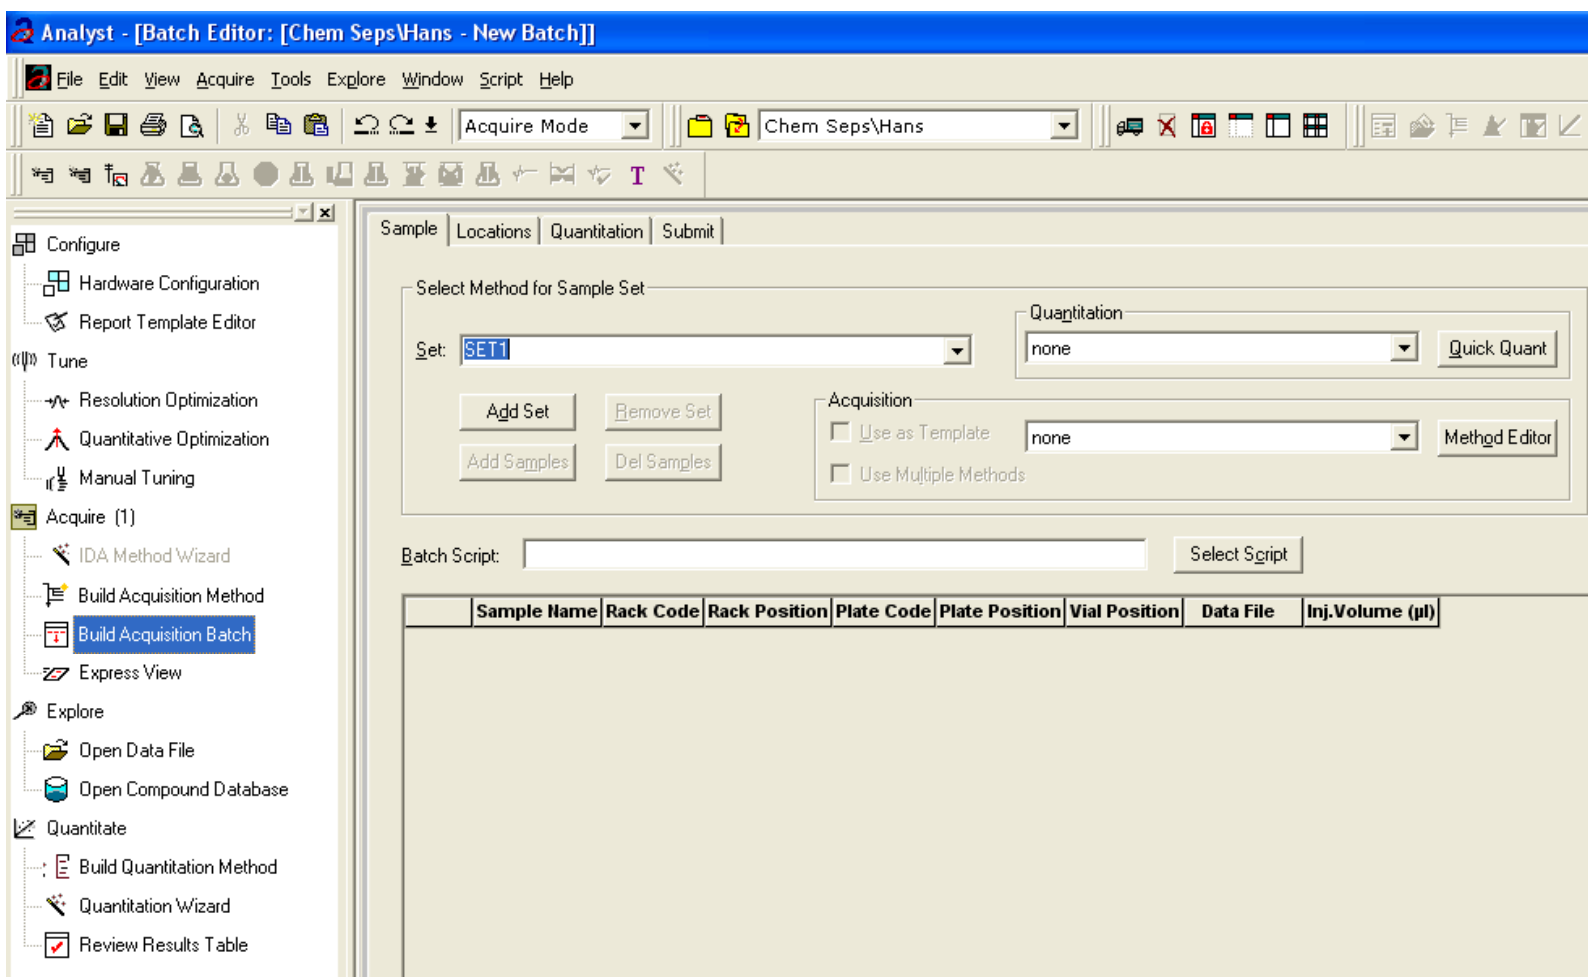 Analyst - [Batch Editor: [Chem Seps\Hans - New Batch]]
File Edit View Acquire Tools Explore Window Script Help
Acquire Mode Chem Seps\Hans
T
Configure
Hardware Configuration
Report Template Editor
Tune
Resolution Optimization
Quantitative Optimization
Manual Tuning
Acquire (1)
IDA Method Wizard
Build Acquisition Method
Build Acquisition Batch
Express View
Explore
Open Data File
Open Compound Database
Quantitate
Build Quantitation Method
Quantitation Wizard
Review Results Table
Sample Locations Quantitation Submit
Select Method for Sample Set
Set: SET1
Quantitation
none Quick Quant
Add Set Remove Set
Add Samples Del Samples
Acquisition
Use as Template none Method Editor
Use Multiple Methods
Batch Script: Select Script
Sample Name Rack Code Rack Position Plate Code Plate Position Vial Position Data File Inj.Volume (µl)